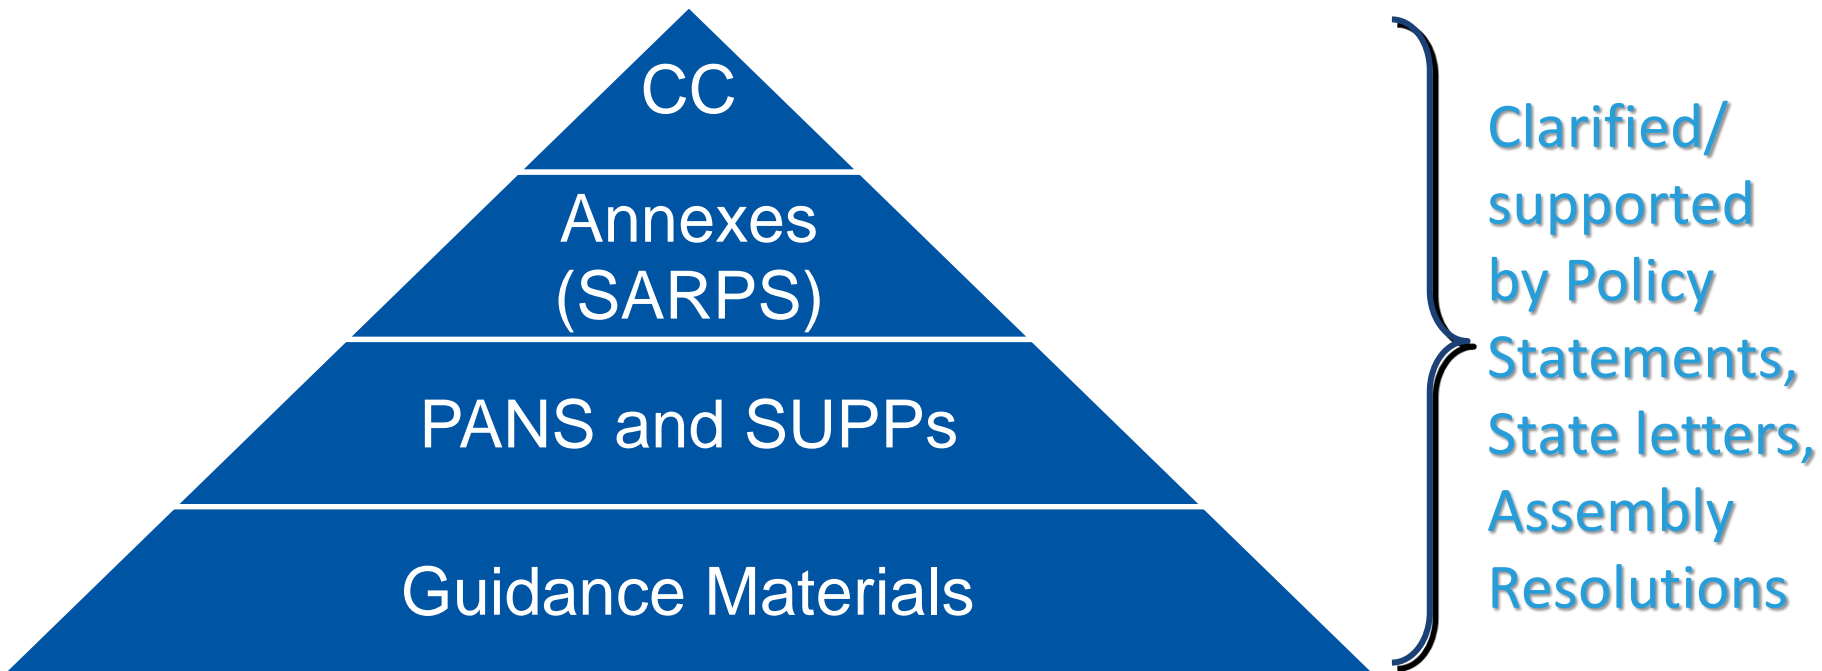 CC
Annexes
(SARPS)
PANS and SUPPs
Guidance Materials
Clarified/
supported
by Policy
Statements,
State letters,
Assembly
Resolutions